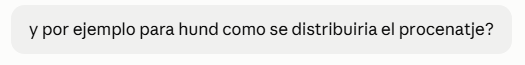 y por ejemplo para hund como se distribuiria el procenatje?